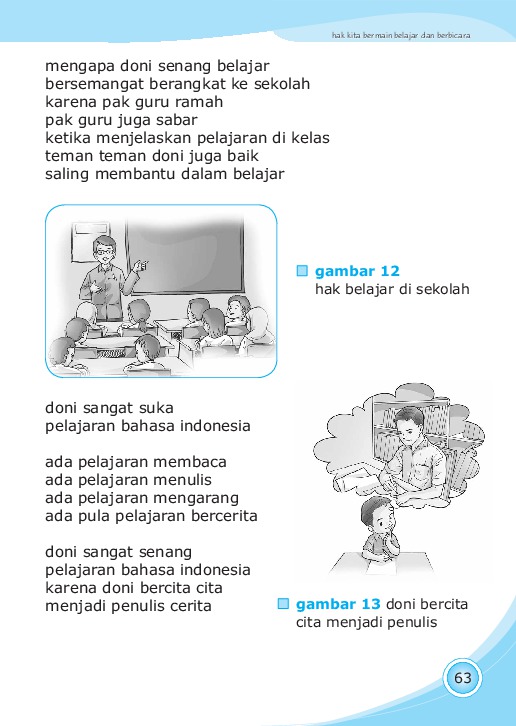 hak kita bermain belajar dan berbicara
mengapa doni senang belajar
bersemangat berangkat ke sekolah
karena pak guru ramah
pak guru juga sabar
ketika menjelaskan pelajaran di kelas
teman teman doni juga baik
saling membantu dalam belajar
gambar 12
hak belajar di sekolah
doni sangat suka
pelajaran bahasa indonesia
ada pelajaran membaca
ada pelajaran menulis
ada pelajaran mengarang
ada pula pelajaran bercerita
doni sangat senang
pelajaran bahasa indonesia
karena doni bercita cita
menjadi penulis cerita
gambar 13 doni bercita
cita menjadi penulis
63